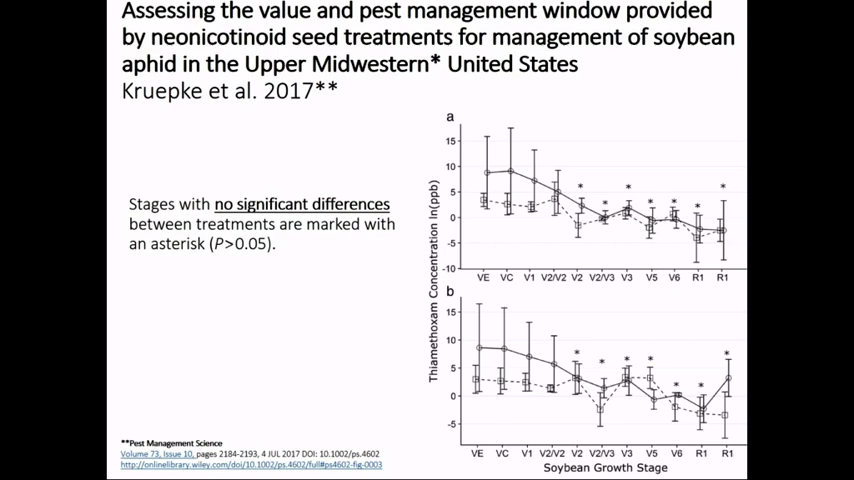 Assessing the value and pest management window provided
by neonicotinoid seed treatments for management of soybean
aphid in the Upper Midwestern* United States
Kruepke et al. 2017**
Stages with no significant differences
between treatments are marked with
an asterisk (P>0.05).
**Pest Management Science
Volume 73, Issue 10, pages 2184-2193, 4 JUL 2017 DOI: 10.1002/ps.4602
http://onlinelibrary.wiley.com/doi/10.1002/ps.4602/full#ps4602-fig-0003
Thiamethoxam Concentration ln(ppb)
a
15
10
5
0
-5
-10
* * * * * * *
VE VC V1 V2/V2 V2 V2/V3 V3 V5 V6 R1 R1
b
15
10
5
0
-5
* * * * * * *
VE VC V1 V2/V2 V2 V2/V3 V3 V5 V6 R1 R1
Soybean Growth Stage